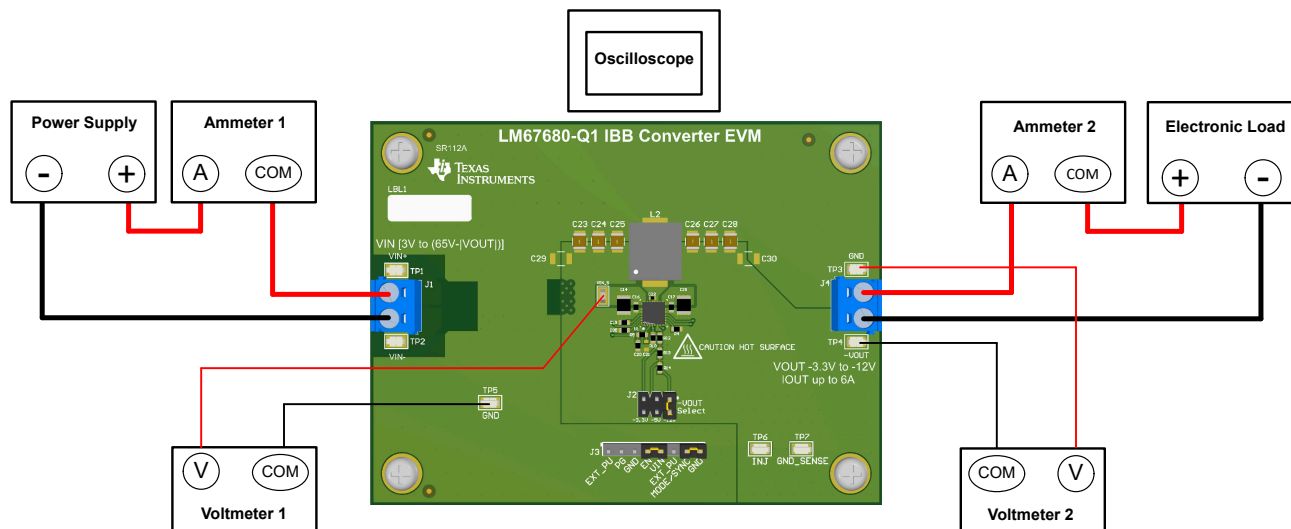 Oscilloscope
Power Supply
- +
Ammeter 1
A COM
Ammeter 2
A COM
Electronic Load
+ -
LM67680-Q1 IBB Converter EVM
SR112A
TEXAS
INSTRUMENTS
LBL1
VIN [3V to (65V-|VOUT|)]
VIN+
TP1
J1
TP2
VIN-
C23 C24 C25
L2
C26 C27 C28
C29
C30
GND
TP3
J4
TP4
-VOUT
CAUTION HOT SURFACE
VOUT -3.3V to -12V
IOUT up to 6A
TP5
GND
J2
-VOUT
Select
J3
EXT_PU
PG
GND
EN
VIN
EXT_PU
MODE/SYNC
GND
TP6
INJ
TP7
GND_SENSE
V COM
Voltmeter 1
COM V
Voltmeter 2